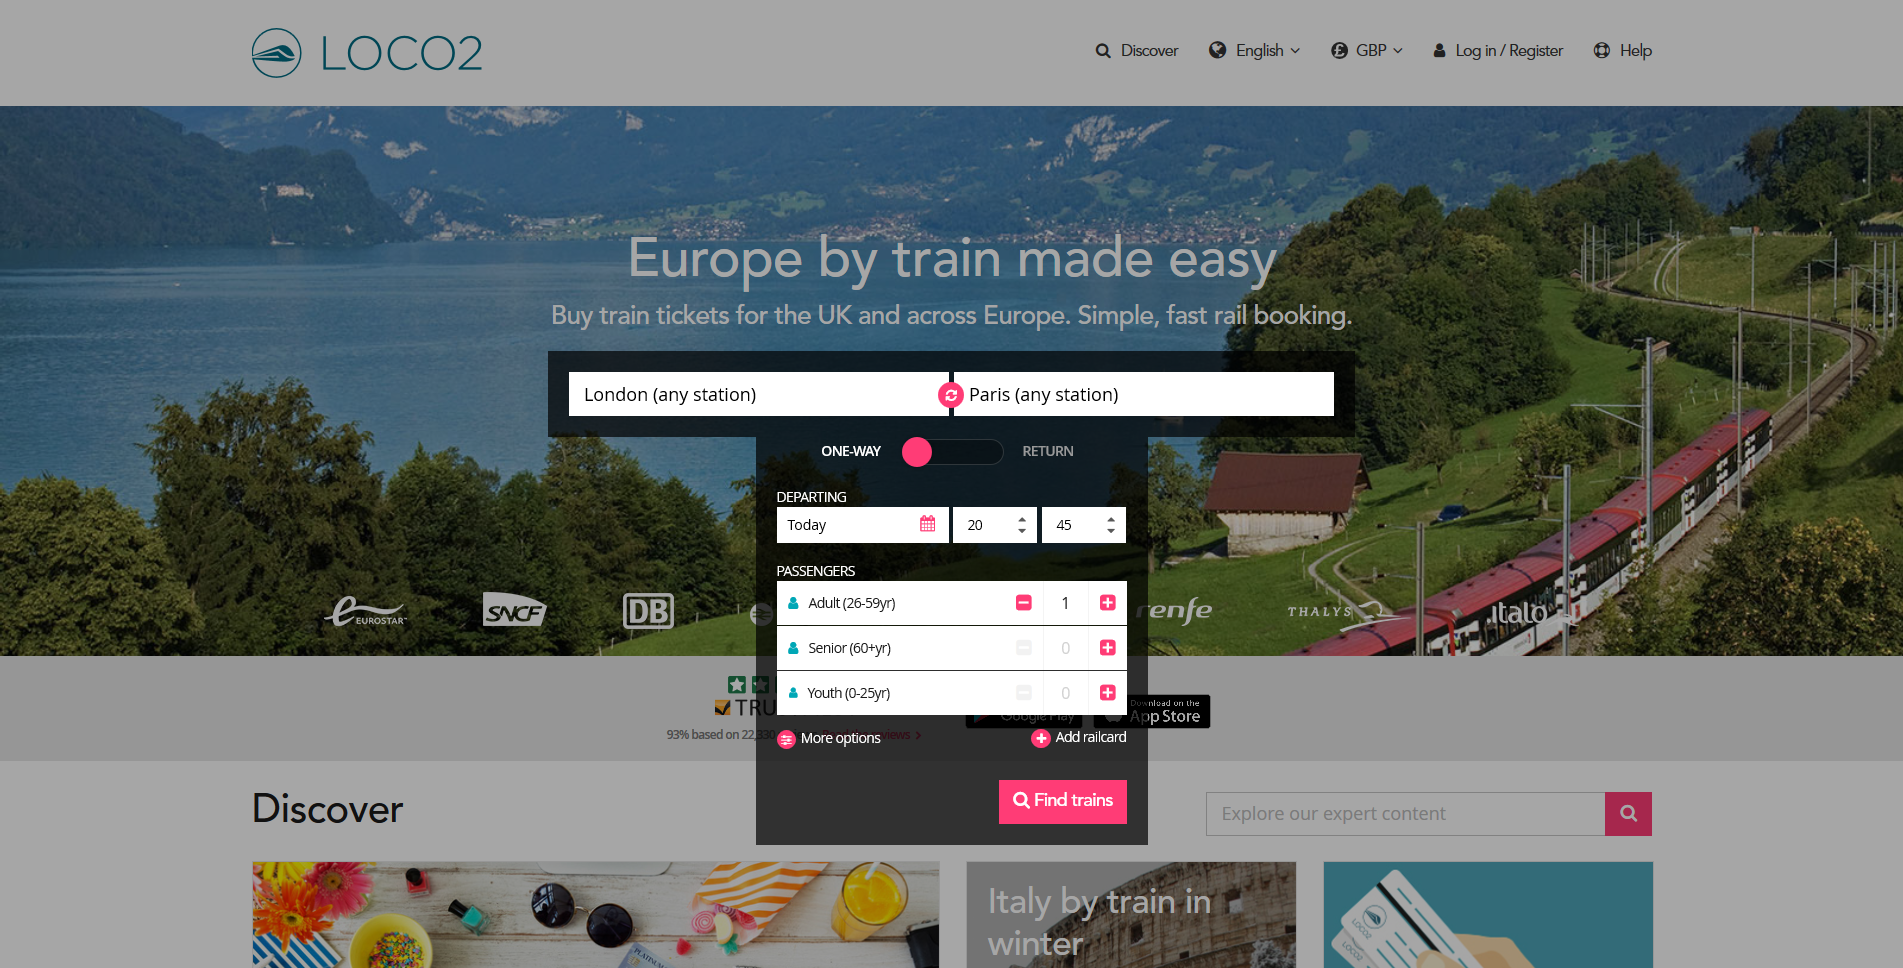 LOCO2
Discover
English
GBP
Log in / Register
Help
Europe by train made easy
Buy train tickets for the UK and across Europe. Simple, fast rail booking.
London (any station)
Paris (any station)
ONE-WAY
RETURN
DEPARTING
Today
20
45
PASSENGERS
Adult (26-59yr)
1
Senior (60+yr)
0
Youth (0-25yr)
0
More options
Add railcard
Find trains
EUROSTAR
SNCF
DB
renfe
THALYS
italo
TRU
93% based on 22,330
Google Play
Download on the
App Store
Discover
Explore our expert content
Italy by train in
winter
PLATINUM
LOCO2
LOCO2